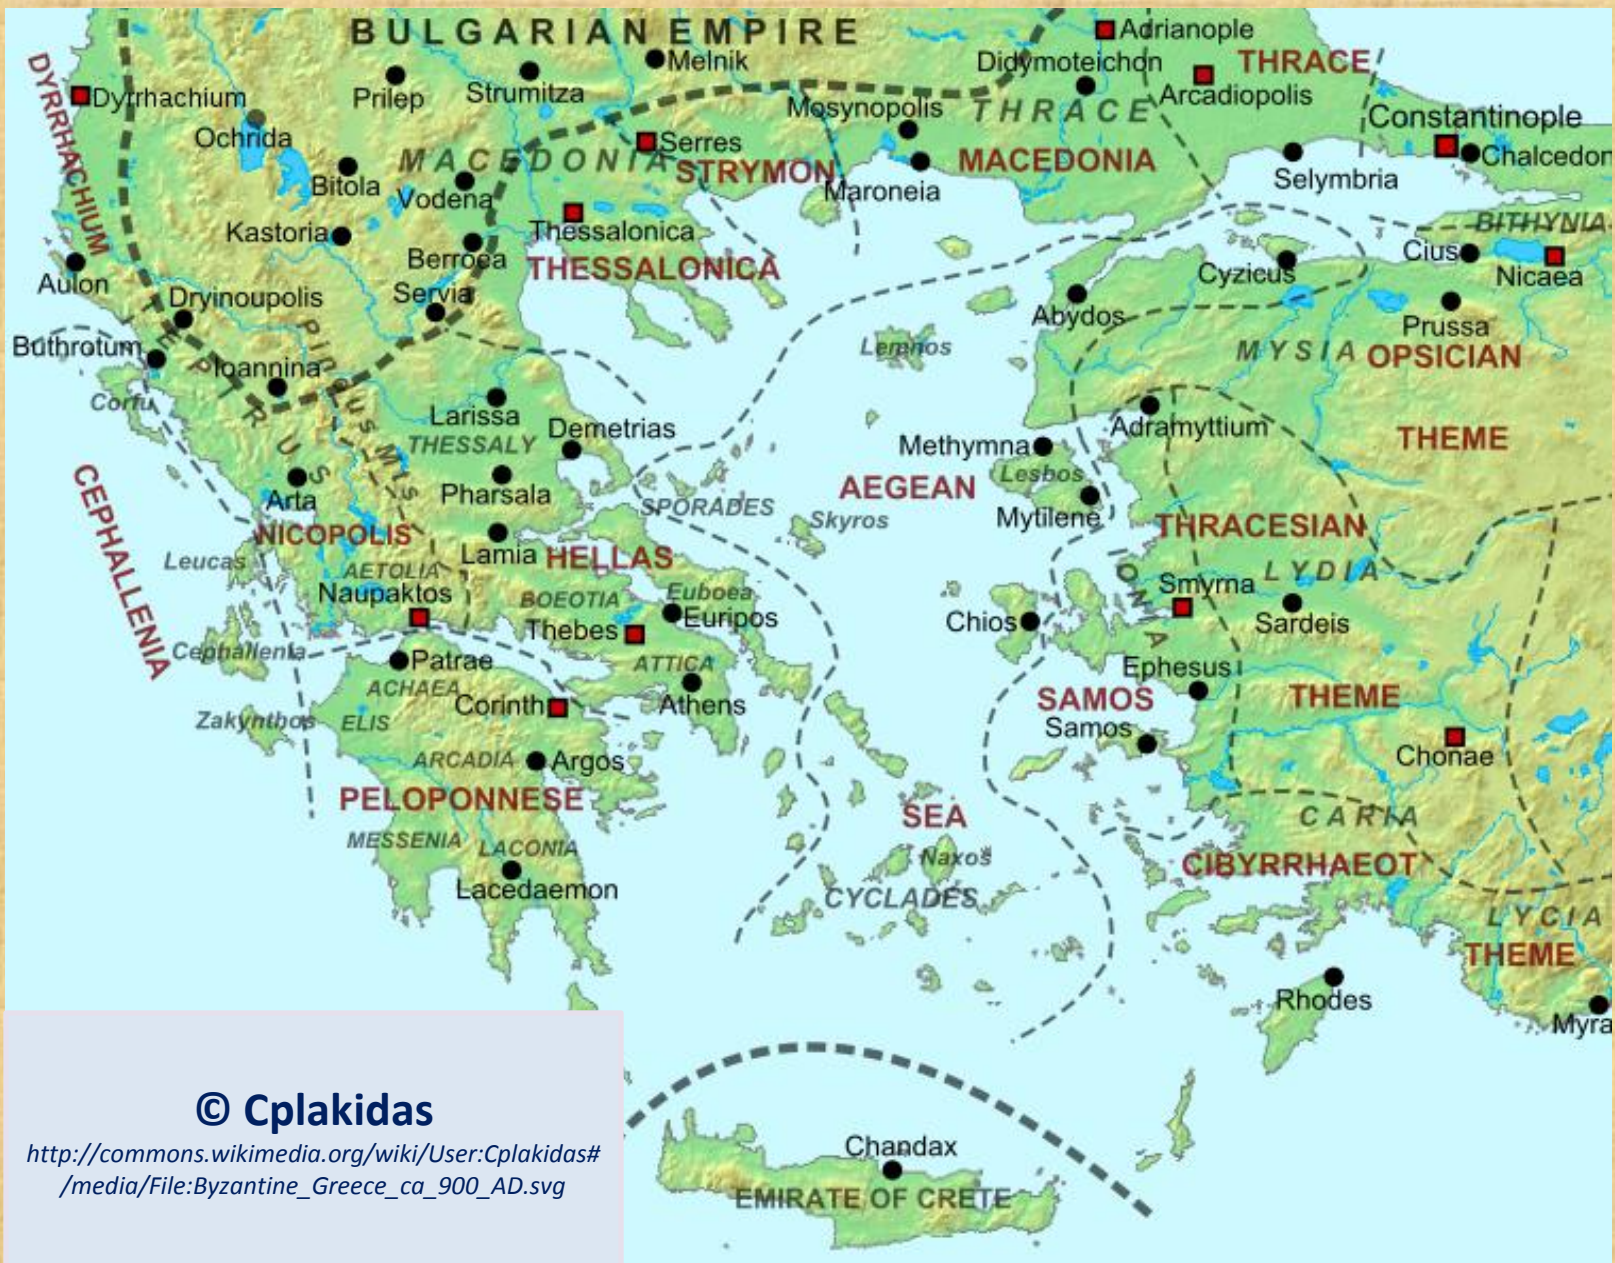 BULGARIAN EMPIRE
Adrianople
Melnik
Didymoteichon
THRACE
DYRRHACHIUM
Dyrrhachium
Prilep
Strumitza
Arcadiopolis
Mosynopolis
THRACE
Constantinople
Ochrida
Serres
Chalcedon
MACEDONIA
STRYMON
MACEDONIA
Bitola
Vodena
Maroneia
Selymbria
Kastoria
Thessalonica
BITHYNIA
Berroea
THESSALONICA
Cyzicus
Cius
Nicaea
Aulon
Dryinoupolis
Servia
Abydos
Prussa
Buthrotum
EPIRUS
Pindus Mts
Ioannina
Lemnos
MYSIA
OPSICIAN
Corfu
Larissa
THESSALY
Demetrias
Adramyttium
THEME
Methymna
Lesbos
CEPHALLENIA
Arta
Pharsala
AEGEAN
SPORADES
Skyros
Mytilene
NICOPOLIS
Lamia
HELLAS
THRACESIAN
Leucas
AETOLIA
IONIA
LYDIA
Naupaktos
BOEOTIA
Euboea
Smyrna
Euripos
Chios
Sardeis
Thebes
Cephallenia
Patrae
ATTICA
Ephesus
ACHAEA
Corinth
Athens
SAMOS
THEME
Zakynthos
ELIS
Samos
ARCADIA
Argos
Chonae
PELOPONNESE
SEA
CARIA
MESSENIA
LACONIA
Naxos
CIBYRRHAEOT
Lacedaemon
CYCLADES
LYCIA
THEME
Rhodes
Myra
© Cplakidas
http://commons.wikimedia.org/wiki/User:Cplakidas#
/media/File:Byzantine_Greece_ca_900_AD.svg
Chandax
EMIRATE OF CRETE